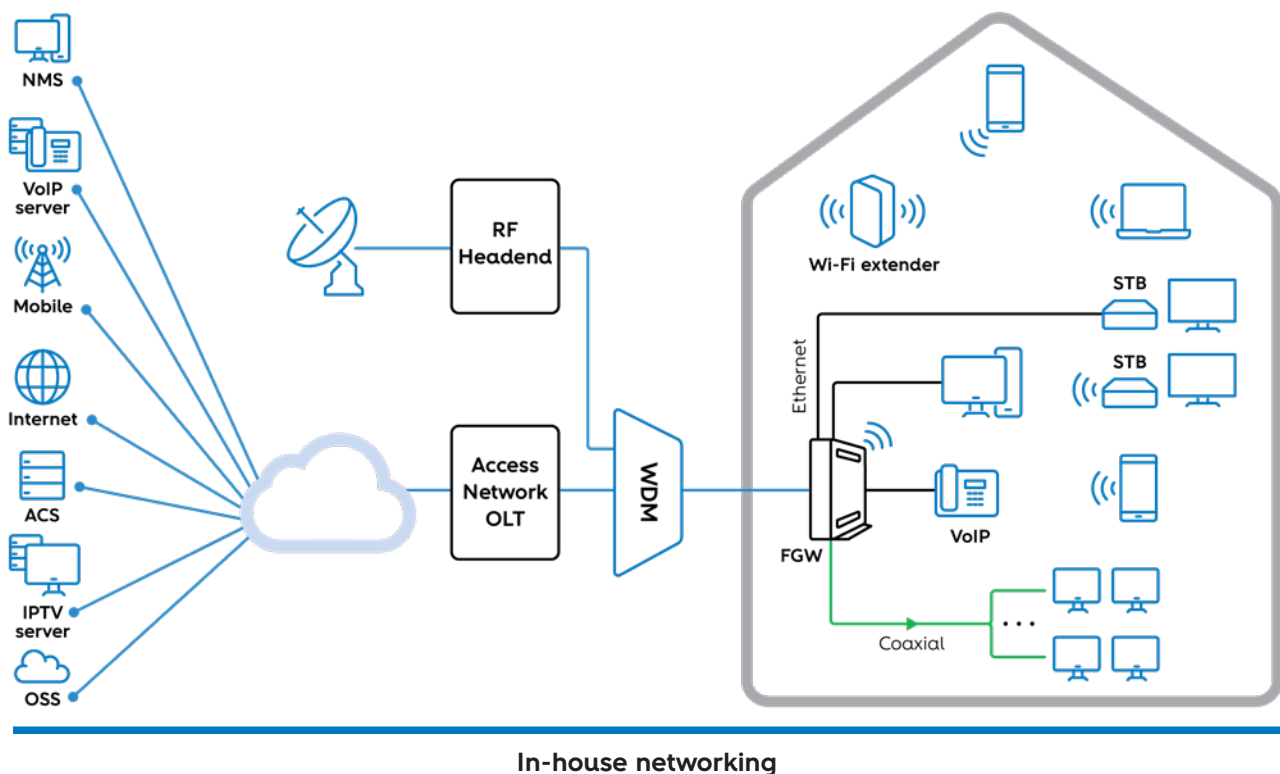 NMS
VoIP
server
Mobile
Internet
ACS
IPTV
server
OSS
RF
Headend
Access
Network
OLT
WDM
Wi-Fi extender
STB
Ethernet
STB
FGW
VoIP
Coaxial
In-house networking